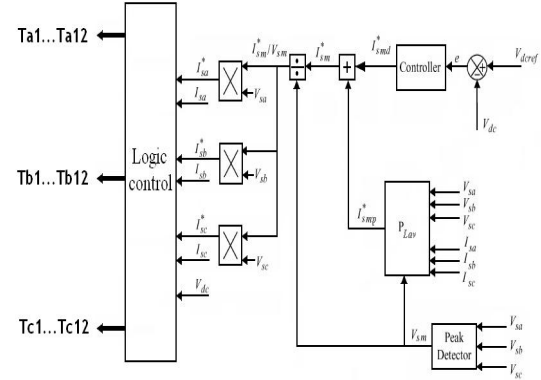 Ta1...Ta12
Tb1...Tb12
Tc1...Tc12
Logic
control
I*sa
Isa
I*sb
Isb
I*sc
Isc
Vdc
I*sm/Vsm
Vsa
Vsb
Vsc
÷
I*sm
+
I*smd
Controller
e
- +
Vdcref
Vdc
I*smp
PLav
Vsa
Vsb
Vsc
Isa
Isb
Isc
Vsm
Peak
Detector
Vsa
Vsb
Vsc